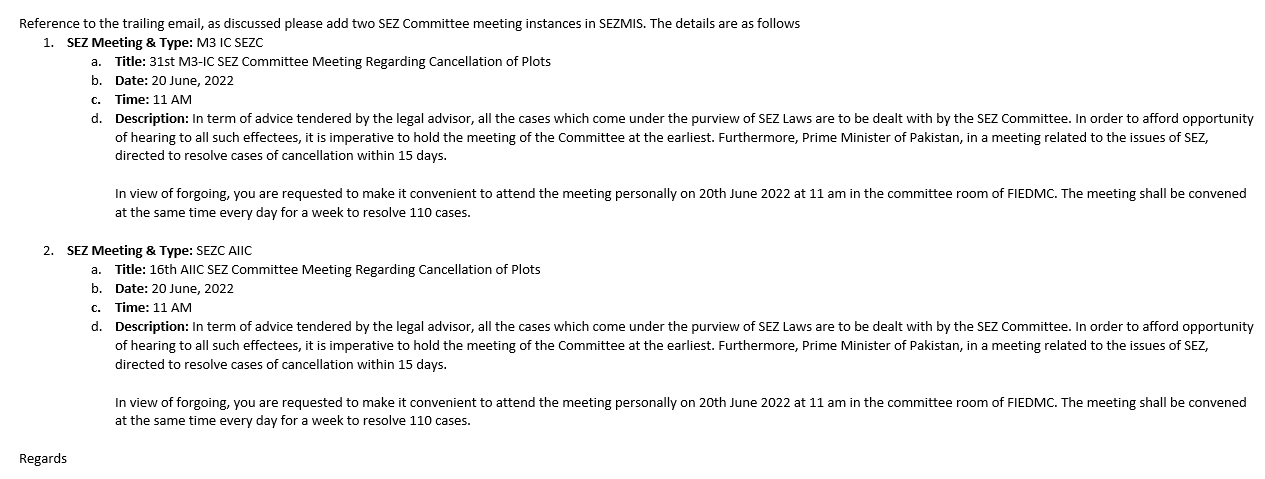 Reference to the trailing email, as discussed please add two SEZ Committee meeting instances in SEZMIS. The details are as follows
1. SEZ Meeting & Type: M3 IC SEZC
a. Title: 31st M3-IC SEZ Committee Meeting Regarding Cancellation of Plots
b. Date: 20 June, 2022
c. Time: 11 AM
d. Description: In term of advice tendered by the legal advisor, all the cases which come under the purview of SEZ Laws are to be dealt with by the SEZ Committee. In order to afford opportunity
of hearing to all such effectees, it is imperative to hold the meeting of the Committee at the earliest. Furthermore, Prime Minister of Pakistan, in a meeting related to the issues of SEZ,
directed to resolve cases of cancellation within 15 days.
In view of forgoing, you are requested to make it convenient to attend the meeting personally on 20th June 2022 at 11 am in the committee room of FIEDMC. The meeting shall be convened
at the same time every day for a week to resolve 110 cases.
2. SEZ Meeting & Type: SEZC AIIC
a. Title: 16th AIIC SEZ Committee Meeting Regarding Cancellation of Plots
b. Date: 20 June, 2022
c. Time: 11 AM
d. Description: In term of advice tendered by the legal advisor, all the cases which come under the purview of SEZ Laws are to be dealt with by the SEZ Committee. In order to afford opportunity
of hearing to all such effectees, it is imperative to hold the meeting of the Committee at the earliest. Furthermore, Prime Minister of Pakistan, in a meeting related to the issues of SEZ,
directed to resolve cases of cancellation within 15 days.
In view of forgoing, you are requested to make it convenient to attend the meeting personally on 20th June 2022 at 11 am in the committee room of FIEDMC. The meeting shall be convened
at the same time every day for a week to resolve 110 cases.
Regards